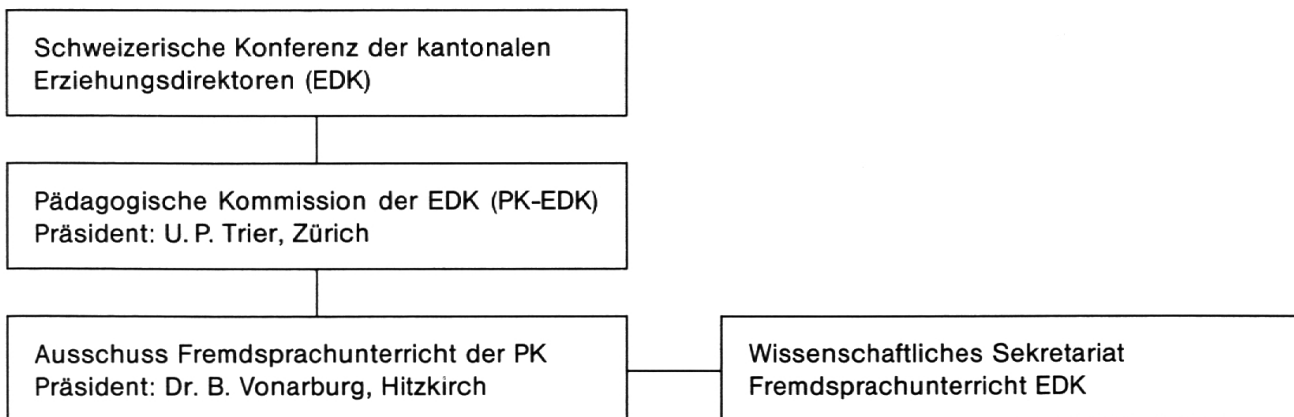 Schweizerische Konferenz der kantonalen
Erziehungsdirektoren (EDK)
Pädagogische Kommission der EDK (PK-EDK)
Präsident: U. P. Trier, Zürich
Ausschuss Fremdsprachunterricht der PK
Präsident: Dr. B. Vonarburg, Hitzkirch
Wissenschaftliches Sekretariat
Fremdsprachunterricht EDK